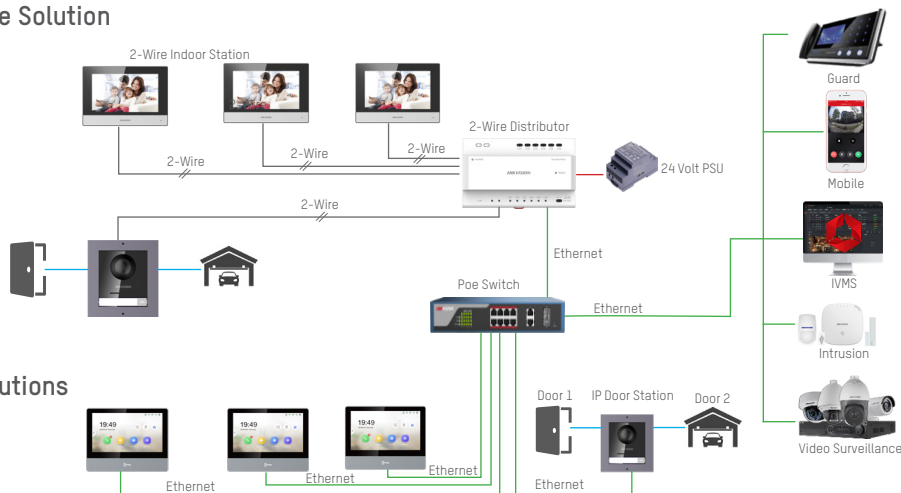 e Solution
2-Wire Indoor Station
2-Wire Distributor
2-Wire
2-Wire
2-Wire
HIKVISION
24 Volt PSU
2-Wire
Ethernet
Poe Switch
Ethernet
Guard
Mobile
IVMS
Intrusion
Video Surveillance
utions
19:49
19:49
19:49
Door 1
IP Door Station
Door 2
Ethernet
Ethernet
Ethernet
Ethernet